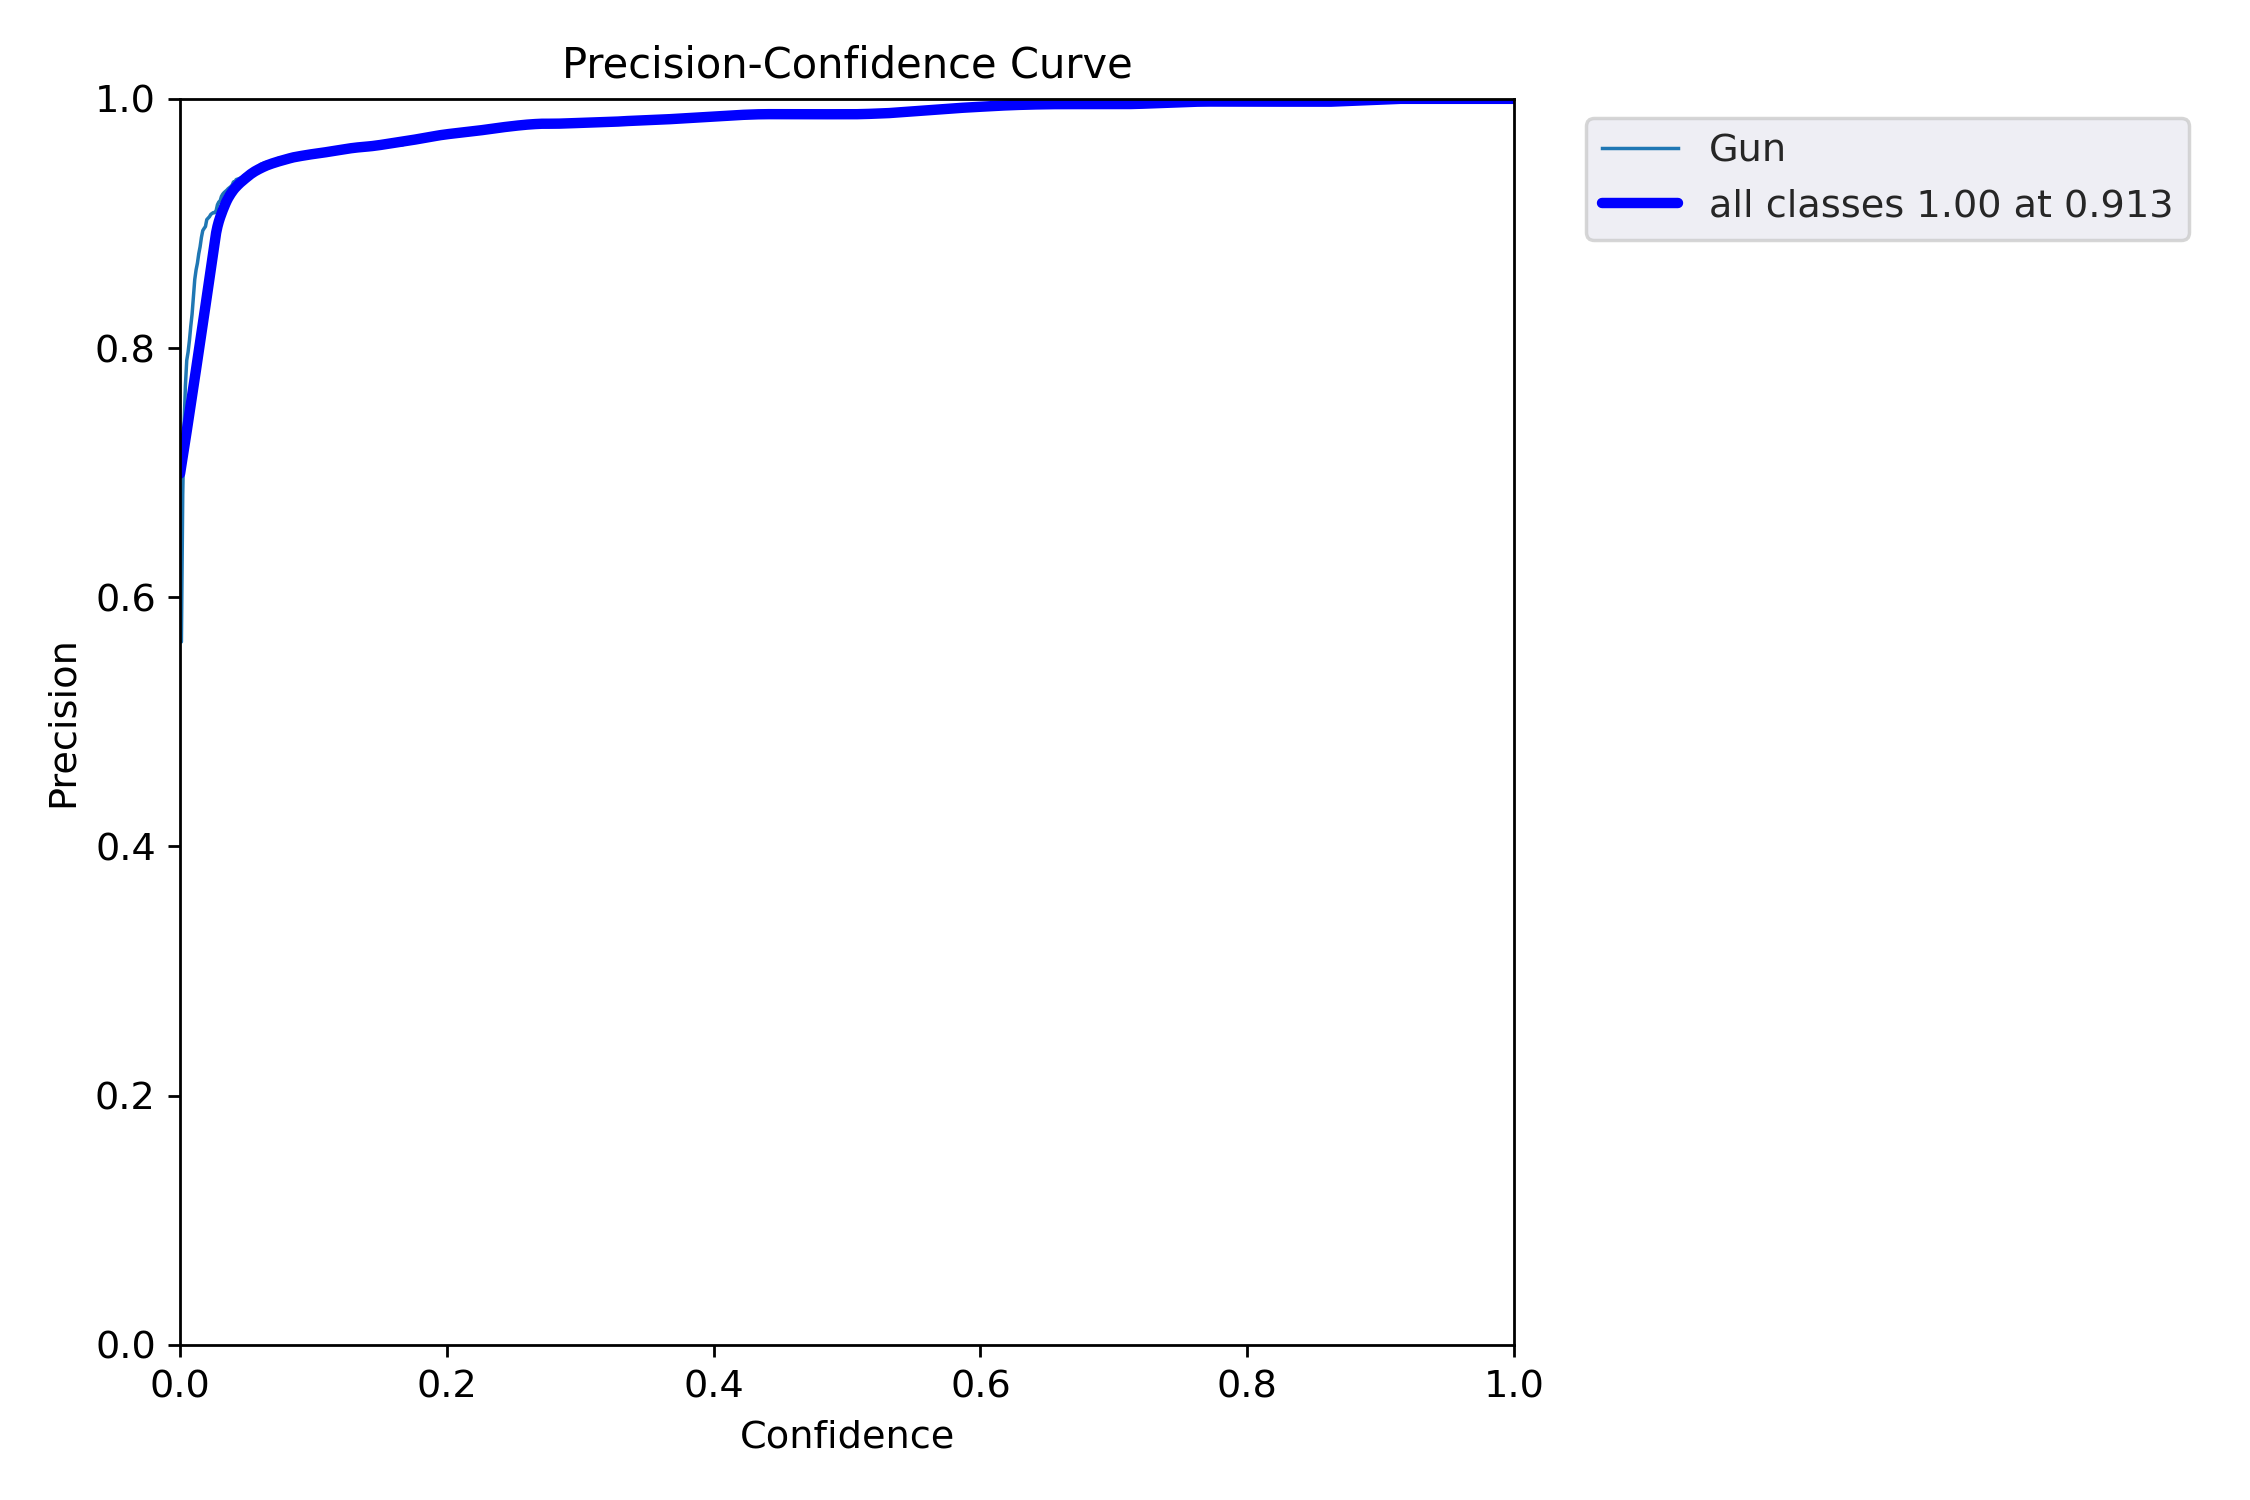 Precision-Confidence Curve
1.0
0.8
0.6
0.4
0.2
0.0
Precision
0.0 0.2 0.4 0.6 0.8 1.0
Confidence
Gun
all classes 1.00 at 0.913